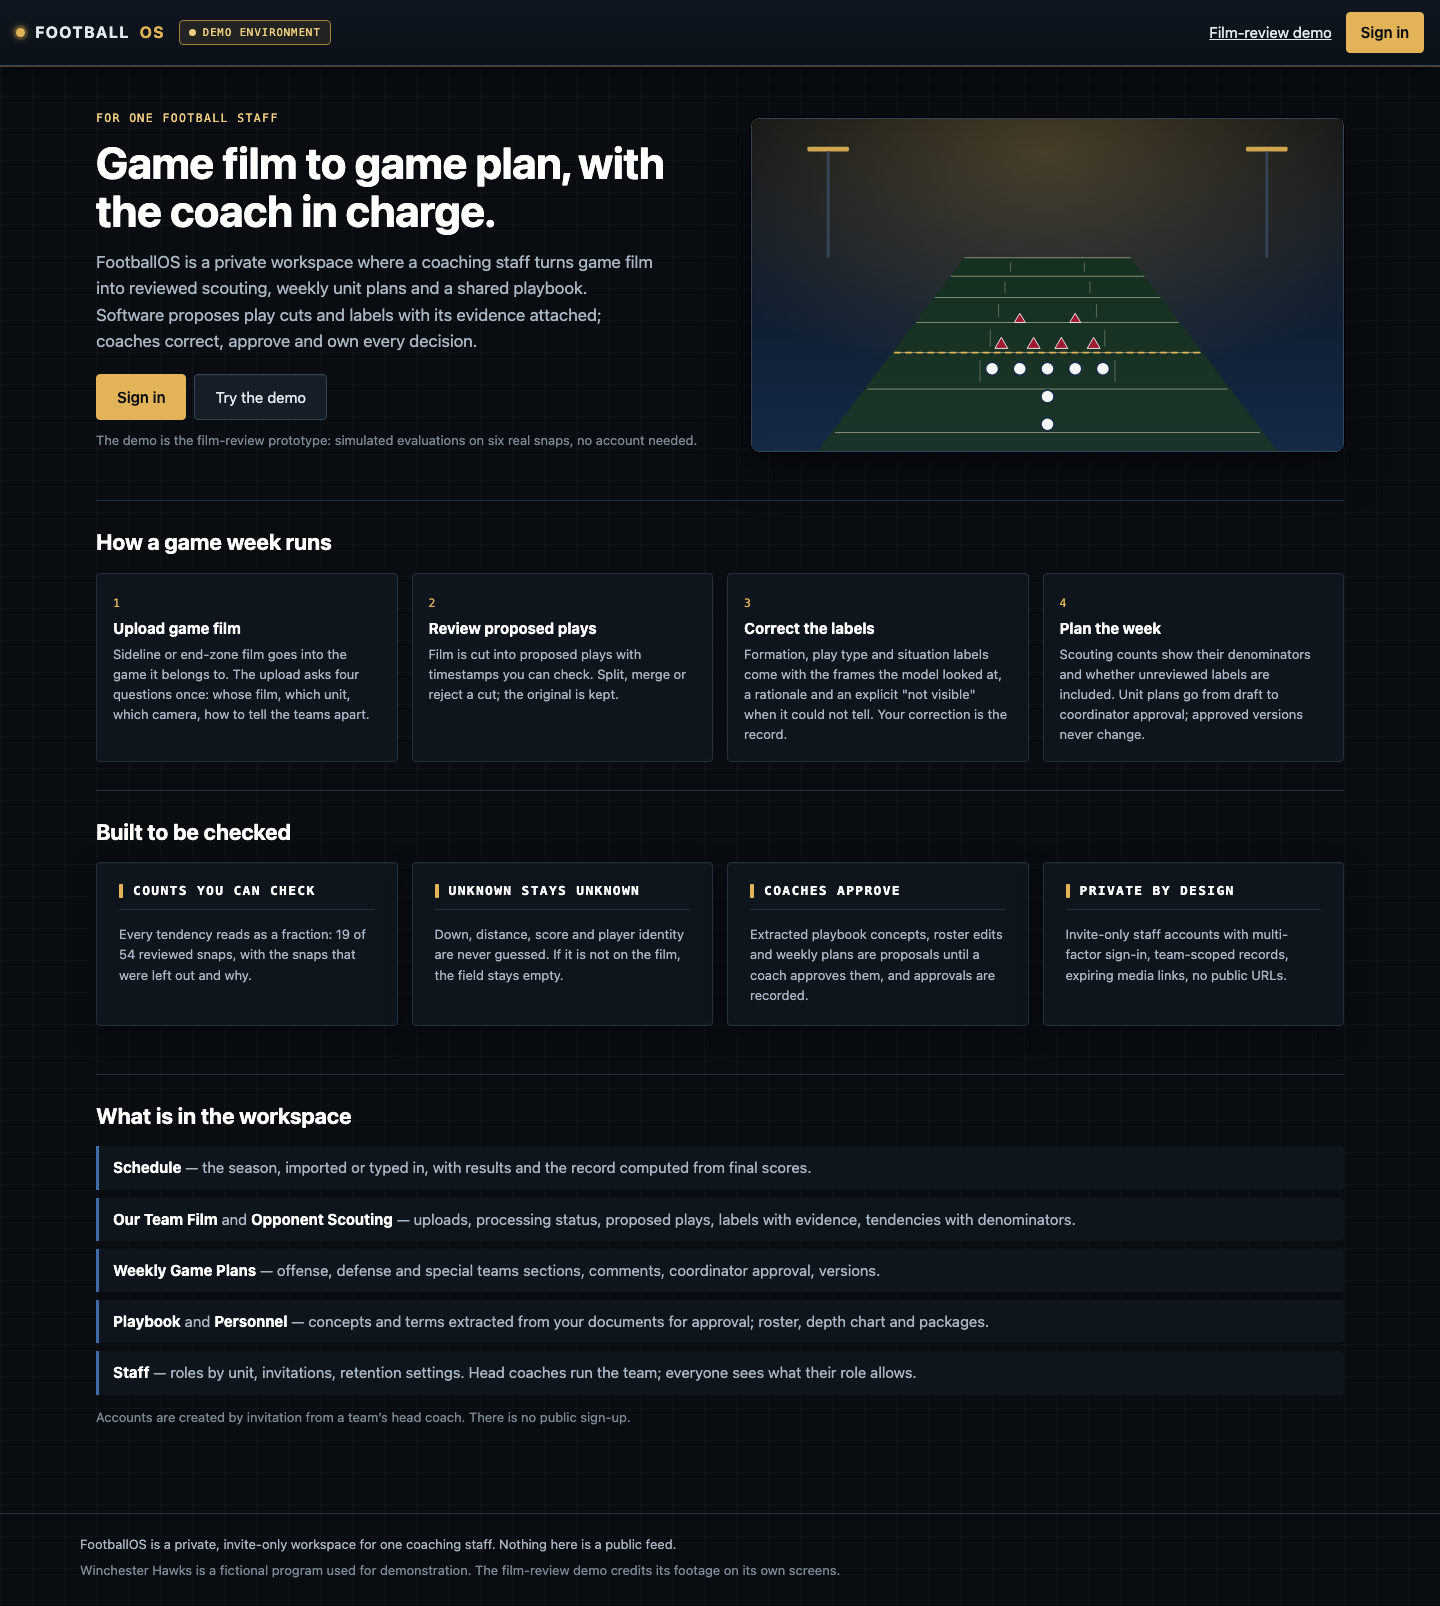 FOOTBALL OS
DEMO ENVIRONMENT
Film-review demo
Sign in
FOR ONE FOOTBALL STAFF
Game film to game plan, with
the coach in charge.
FootballOS is a private workspace where a coaching staff turns game film
into reviewed scouting, weekly unit plans and a shared playbook.
Software proposes play cuts and labels with its evidence attached;
coaches correct, approve and own every decision.
Sign in
Try the demo
The demo is the film-review prototype: simulated evaluations on six real snaps, no account needed.
How a game week runs
1
Upload game film
Sideline or end-zone film goes into the
game it belongs to. The upload asks four
questions once: whose film, which unit,
which camera, how to tell the teams apart.
2
Review proposed plays
Film is cut into proposed plays with
timestamps you can check. Split, merge or
reject a cut; the original is kept.
3
Correct the labels
Formation, play type and situation labels
come with the frames the model looked at,
a rationale and an explicit "not visible"
when it could not tell. Your correction is the
record.
4
Plan the week
Scouting counts show their denominators
and whether unreviewed labels are
included. Unit plans go from draft to
coordinator approval; approved versions
never change.
Built to be checked
COUNTS YOU CAN CHECK
Every tendency reads as a fraction: 19 of
54 reviewed snaps, with the snaps that
were left out and why.
UNKNOWN STAYS UNKNOWN
Down, distance, score and player identity
are never guessed. If it is not on the film,
the field stays empty.
COACHES APPROVE
Extracted playbook concepts, roster edits
and weekly plans are proposals until a
coach approves them, and approvals are
recorded.
PRIVATE BY DESIGN
Invite-only staff accounts with multi-
factor sign-in, team-scoped records,
expiring media links, no public URLs.
What is in the workspace
Schedule — the season, imported or typed in, with results and the record computed from final scores.
Our Team Film and Opponent Scouting — uploads, processing status, proposed plays, labels with evidence, tendencies with denominators.
Weekly Game Plans — offense, defense and special teams sections, comments, coordinator approval, versions.
Playbook and Personnel — concepts and terms extracted from your documents for approval; roster, depth chart and packages.
Staff — roles by unit, invitations, retention settings. Head coaches run the team; everyone sees what their role allows.
Accounts are created by invitation from a team’s head coach. There is no public sign-up.
FootballOS is a private, invite-only workspace for one coaching staff. Nothing here is a public feed.
Winchester Hawks is a fictional program used for demonstration. The film-review demo credits its footage on its own screens.